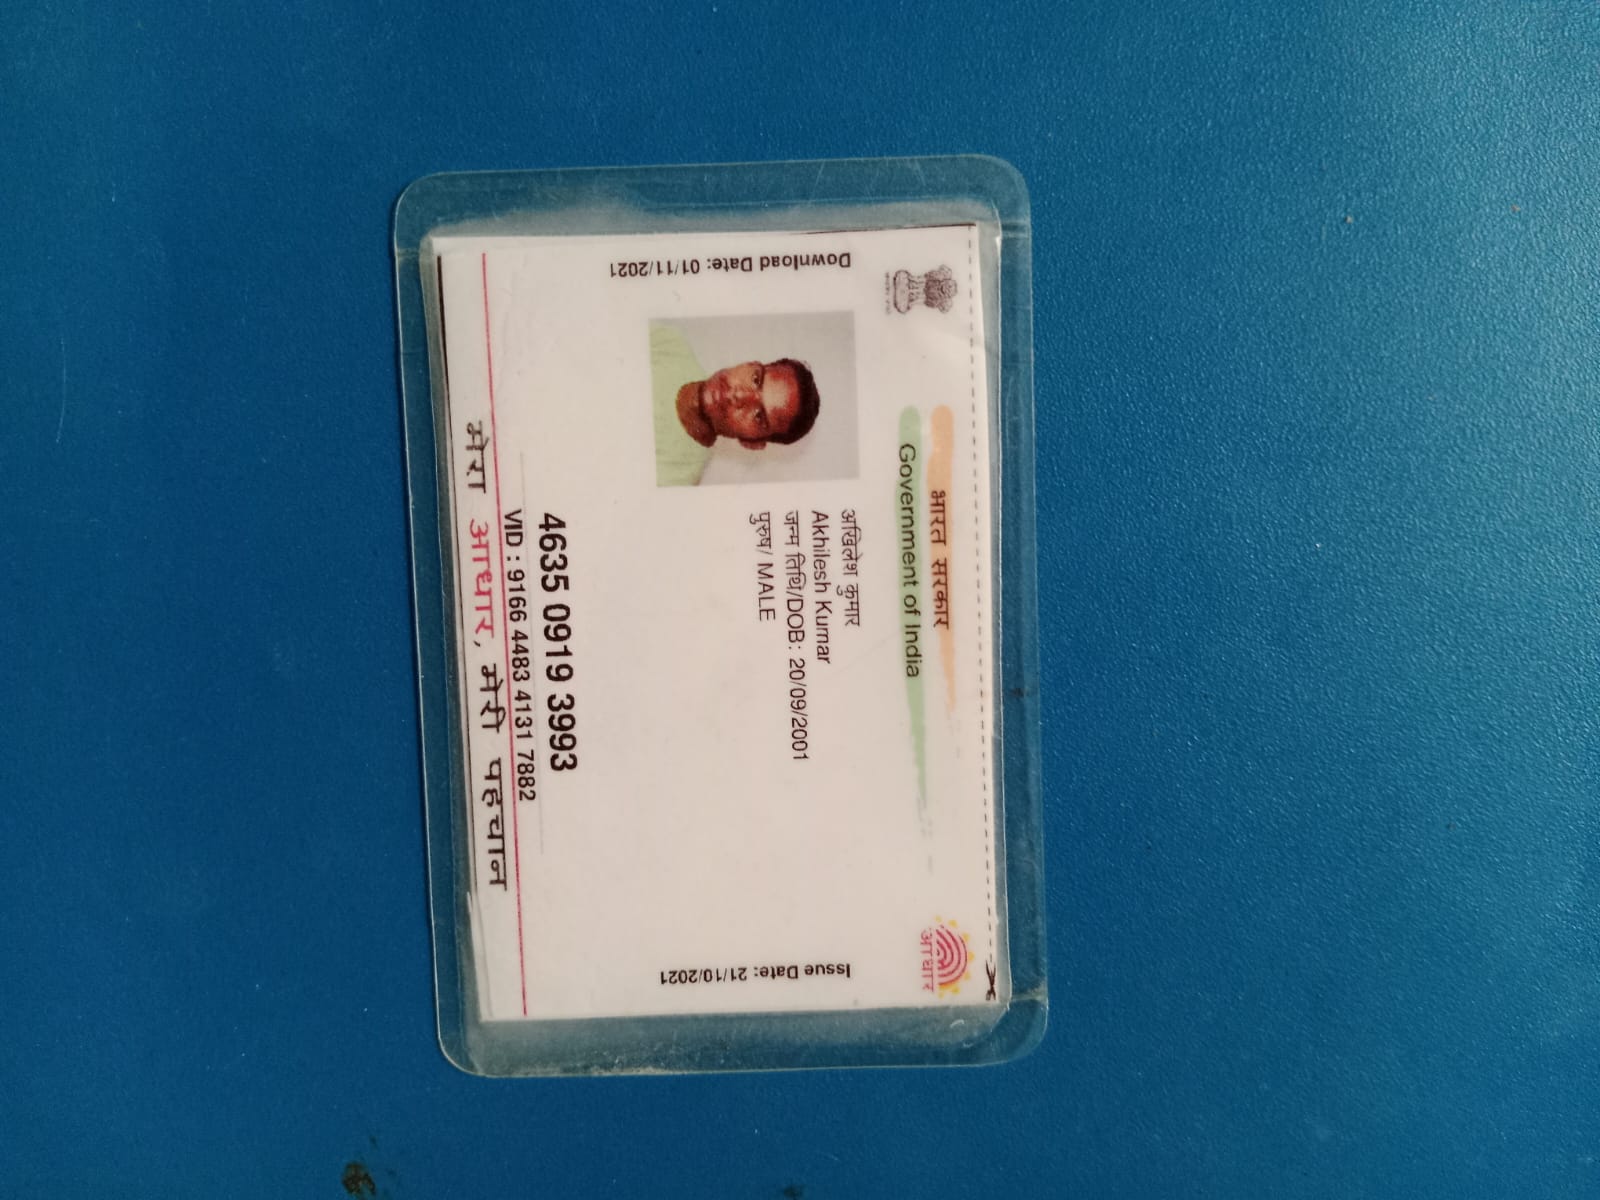 भारत सरकार
Government of India
Download Date: 01/11/2021
अखिलेश कुमार
Akhilesh Kumar
जन्म तिथि/DOB: 20/09/2001
पुरुष/ MALE
Issue Date: 21/10/2021
आधार
4635 0919 3993
VID : 9166 4483 4131 7882
मेरा आधार, मेरी पहचान